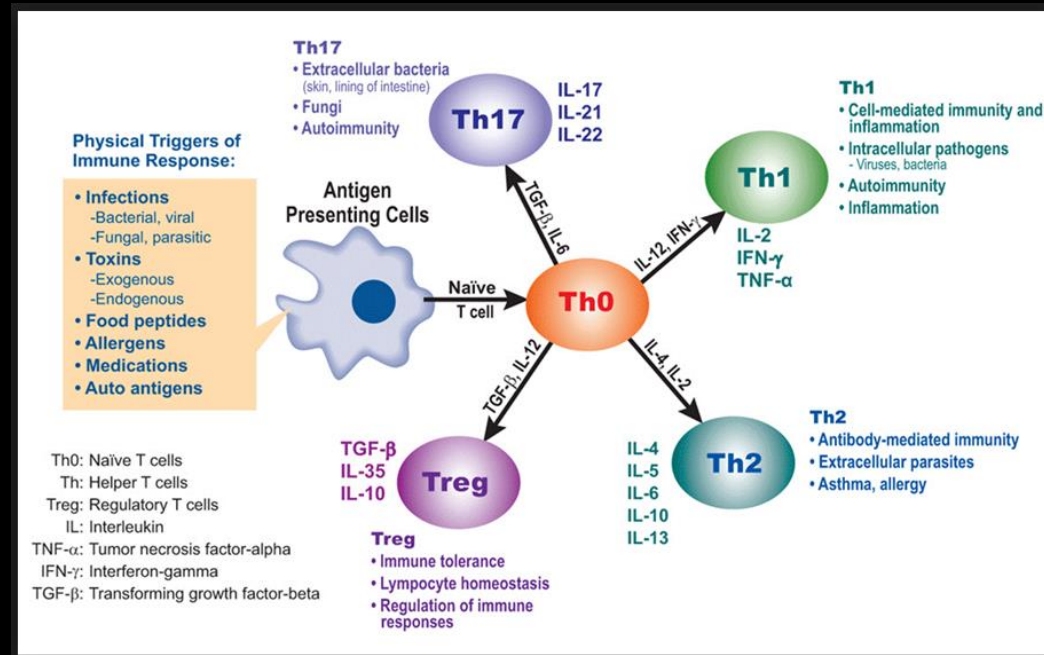 Th17
• Extracellular bacteria
(skin, lining of intestine)
• Fungi
• Autoimmunity
Th17
IL-17
IL-21
IL-22
Th1
• Cell-mediated immunity and
inflammation
• Intracellular pathogens
- Viruses, bacteria
• Autoimmunity
• Inflammation
Th1
IL-2
IFN-γ
TNF-α
Physical Triggers of
Immune Response:
• Infections
-Bacterial, viral
-Fungal, parasitic
• Toxins
-Exogenous
-Endogenous
• Food peptides
• Allergens
• Medications
• Auto antigens
Antigen
Presenting Cells
Naïve
T cell
Th0
TGF-β, IL-6
IL-12, IFN-γ
TGF-β, IL-12
IL-4, IL-2
TGF-β
IL-35
IL-10
Treg
Treg
• Immune tolerance
• Lympocyte homeostasis
• Regulation of immune
responses
IL-4
IL-5
IL-6
IL-10
IL-13
Th2
Th2
• Antibody-mediated immunity
• Extracellular parasites
• Asthma, allergy
Th0: Naïve T cells
Th: Helper T cells
Treg: Regulatory T cells
IL: Interleukin
TNF-α: Tumor necrosis factor-alpha
IFN-γ: Interferon-gamma
TGF-β: Transforming growth factor-beta